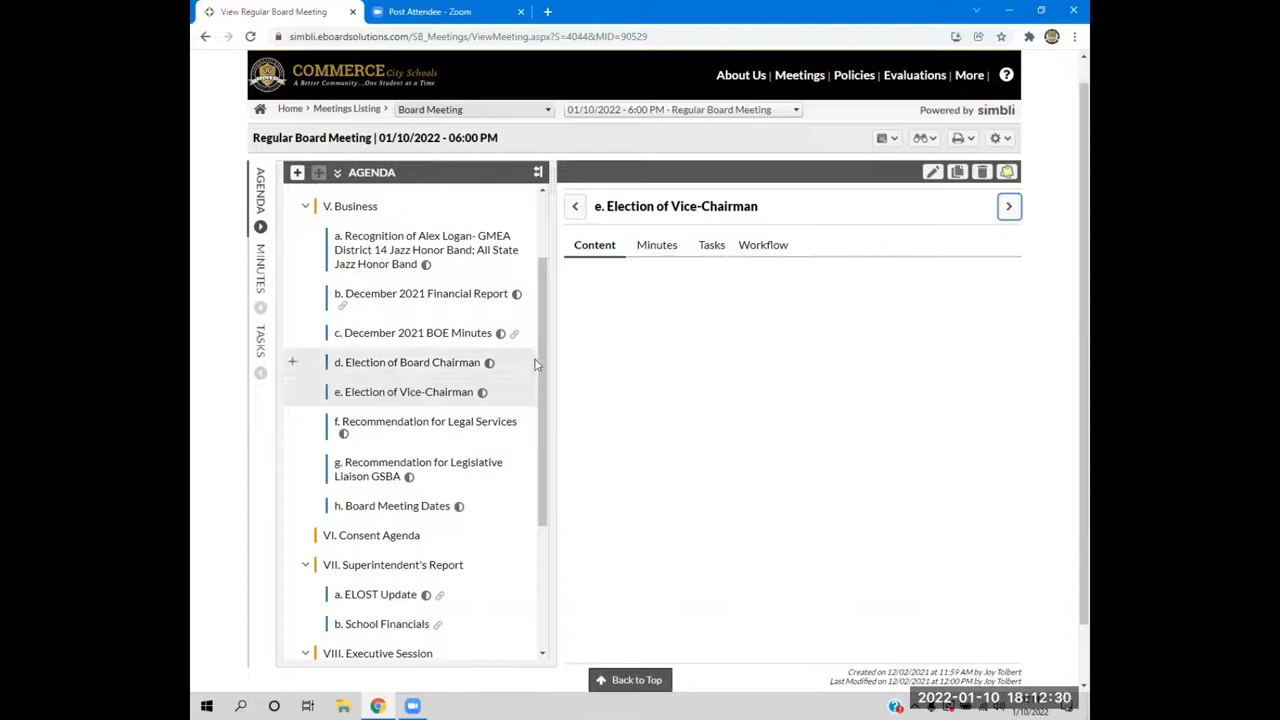 View Regular Board Meeting
Post Attendee - Zoom
simbli.eboardsolutions.com/SB_Meetings/ViewMeeting.aspx?S=4044&MID=90529
COMMERCE City Schools
A Better Community...One Student at a Time
About Us Meetings Policies Evaluations More
Home Meetings Listing Board Meeting 01/10/2022 - 6:00 PM - Regular Board Meeting Powered by simbli
Regular Board Meeting | 01/10/2022 - 06:00 PM
AGENDA
MINUTES
TASKS
AGENDA
V. Business
a. Recognition of Alex Logan- GMEA
District 14 Jazz Honor Band; All State
Jazz Honor Band
b. December 2021 Financial Report
c. December 2021 BOE Minutes
d. Election of Board Chairman
e. Election of Vice-Chairman
f. Recommendation for Legal Services
g. Recommendation for Legislative
Liaison GSBA
h. Board Meeting Dates
VI. Consent Agenda
VII. Superintendent's Report
a. ELOST Update
b. School Financials
VIII. Executive Session
e. Election of Vice-Chairman
Content Minutes Tasks Workflow
Back to Top
Created on 12/02/2021 at 11:59 AM by Joy Tolbert
Last Modified on 12/02/2021 at 12:00 PM by Joy Tolbert
2022-01-10 18:12:30
1/10/2022